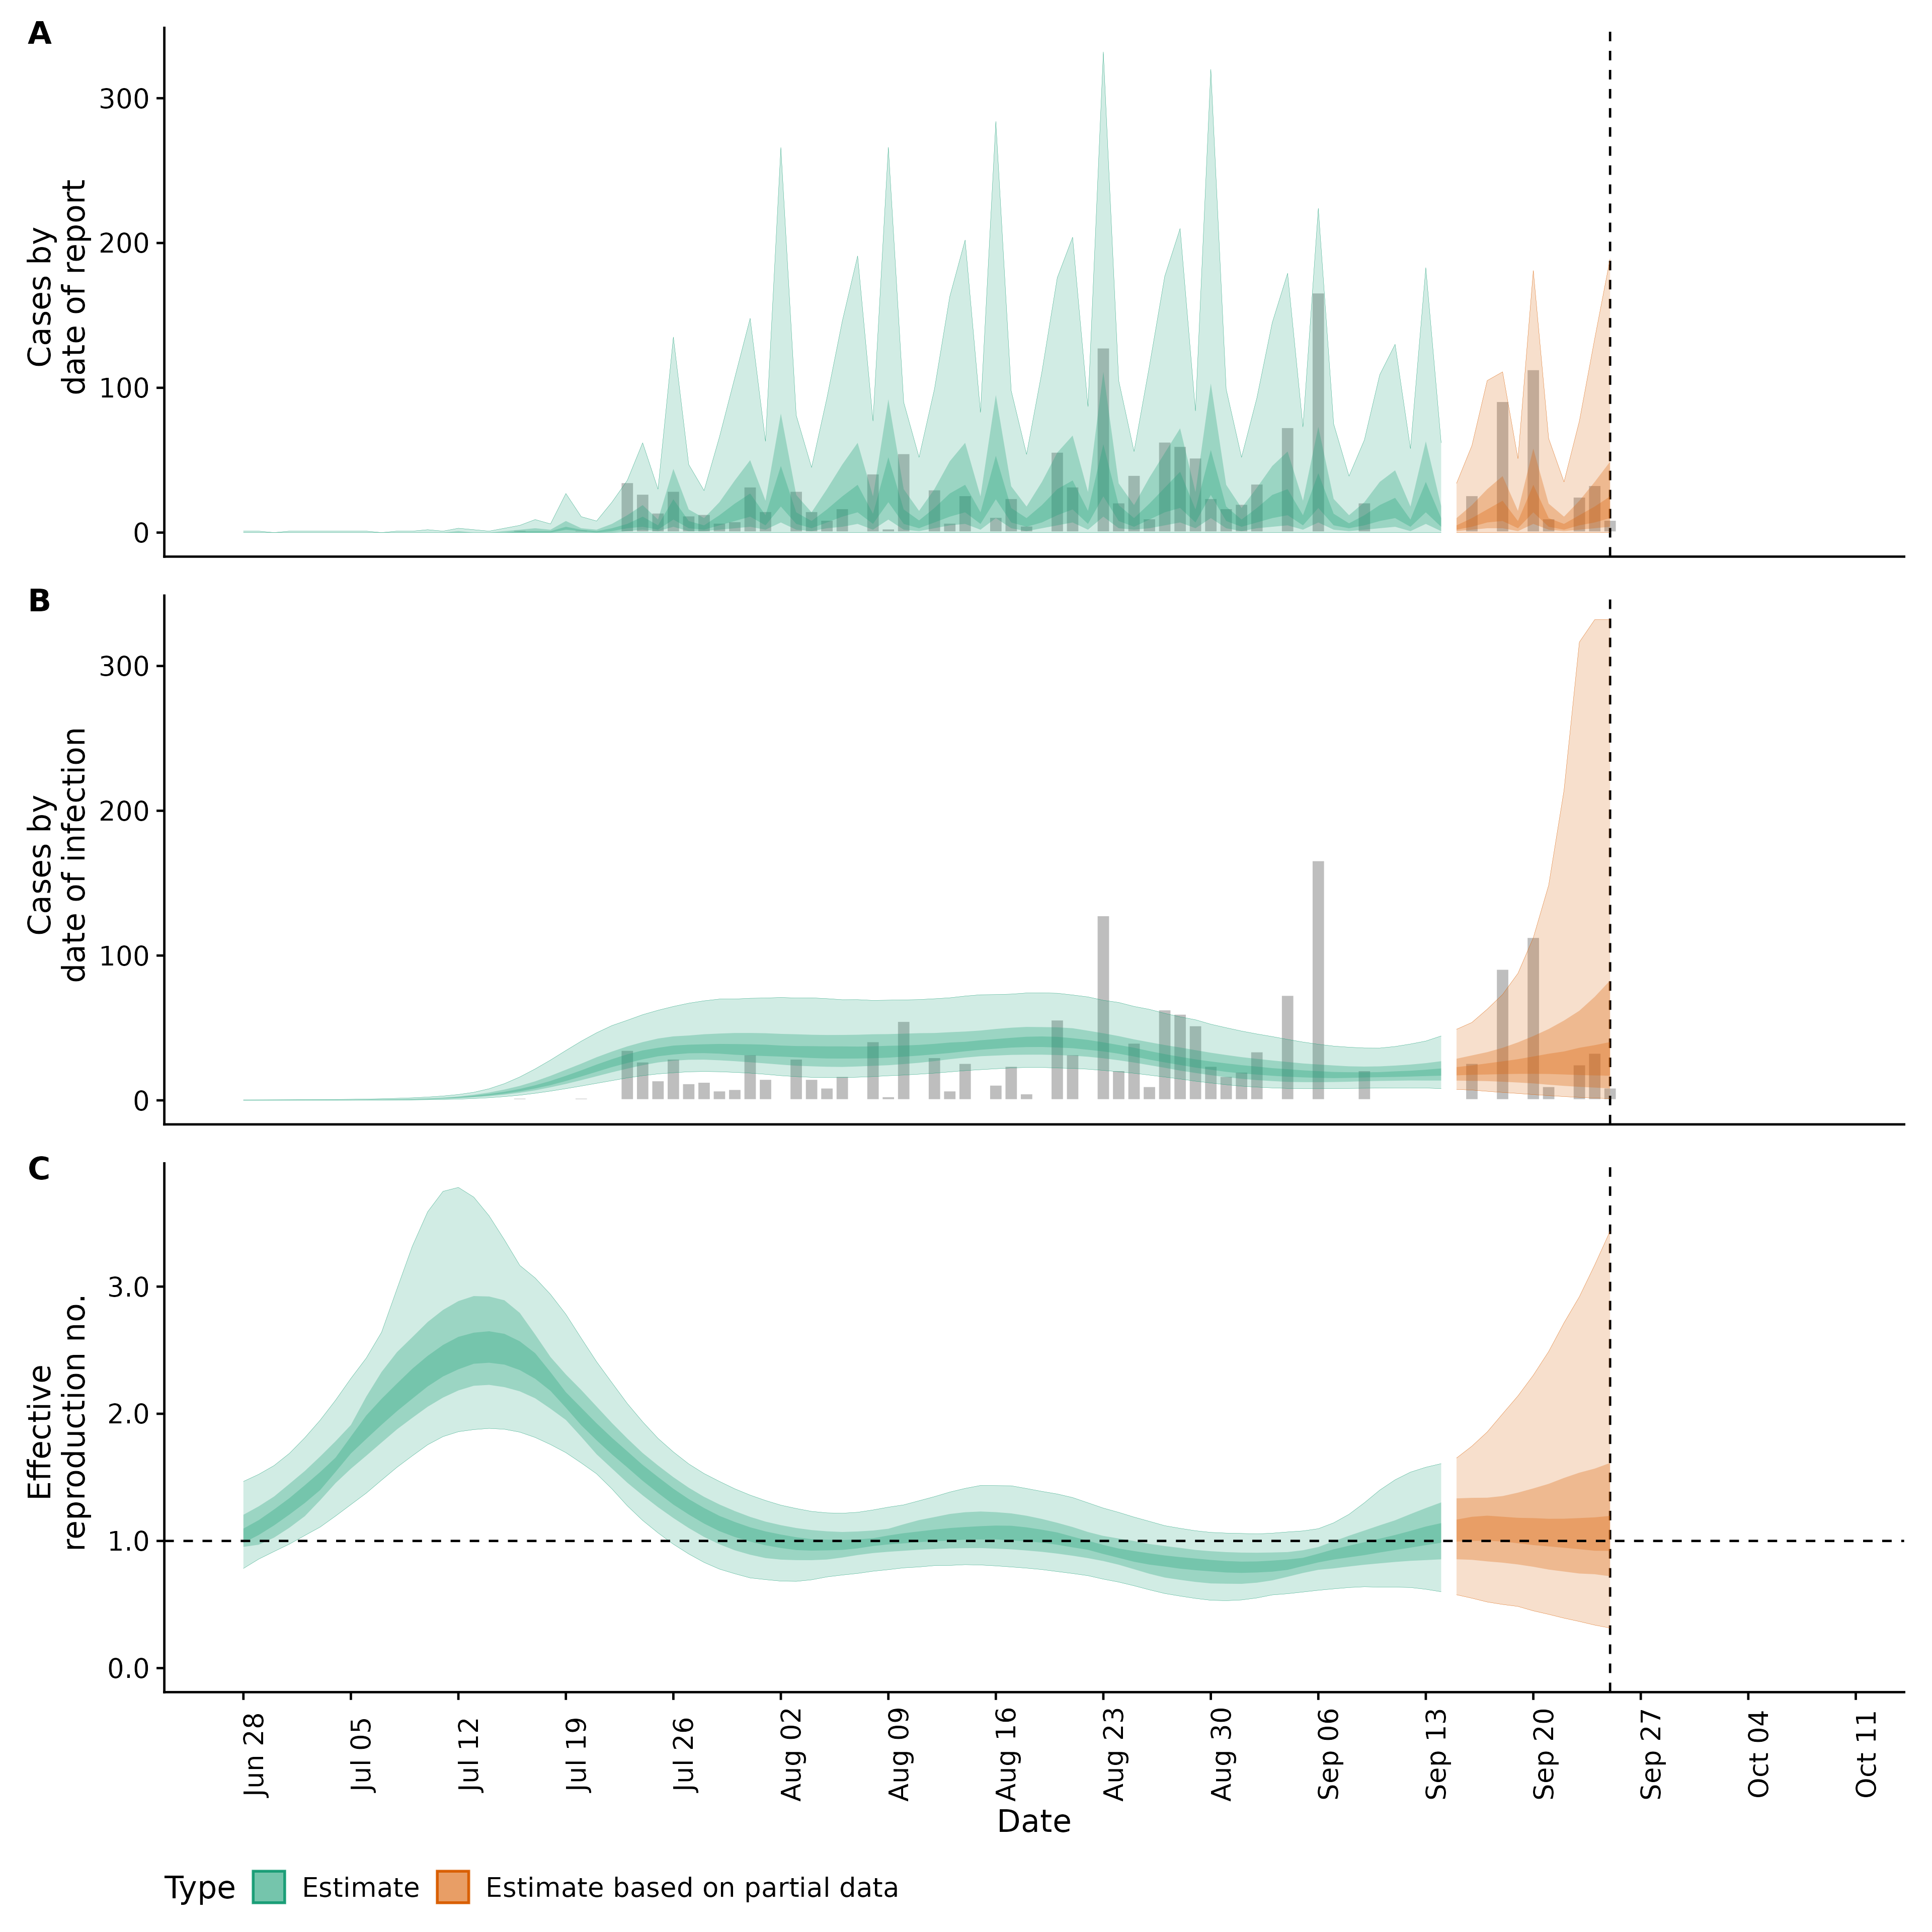 A
Cases by
date of report
300
200
100
0
B
Cases by
date of infection
300
200
100
0
C
Effective
reproduction no.
3.0
2.0
1.0
0.0
Jun 28
Jul 05
Jul 12
Jul 19
Jul 26
Aug 02
Aug 09
Aug 16
Aug 23
Aug 30
Sep 06
Sep 13
Sep 20
Sep 27
Oct 04
Oct 11
Date
Type
Estimate
Estimate based on partial data